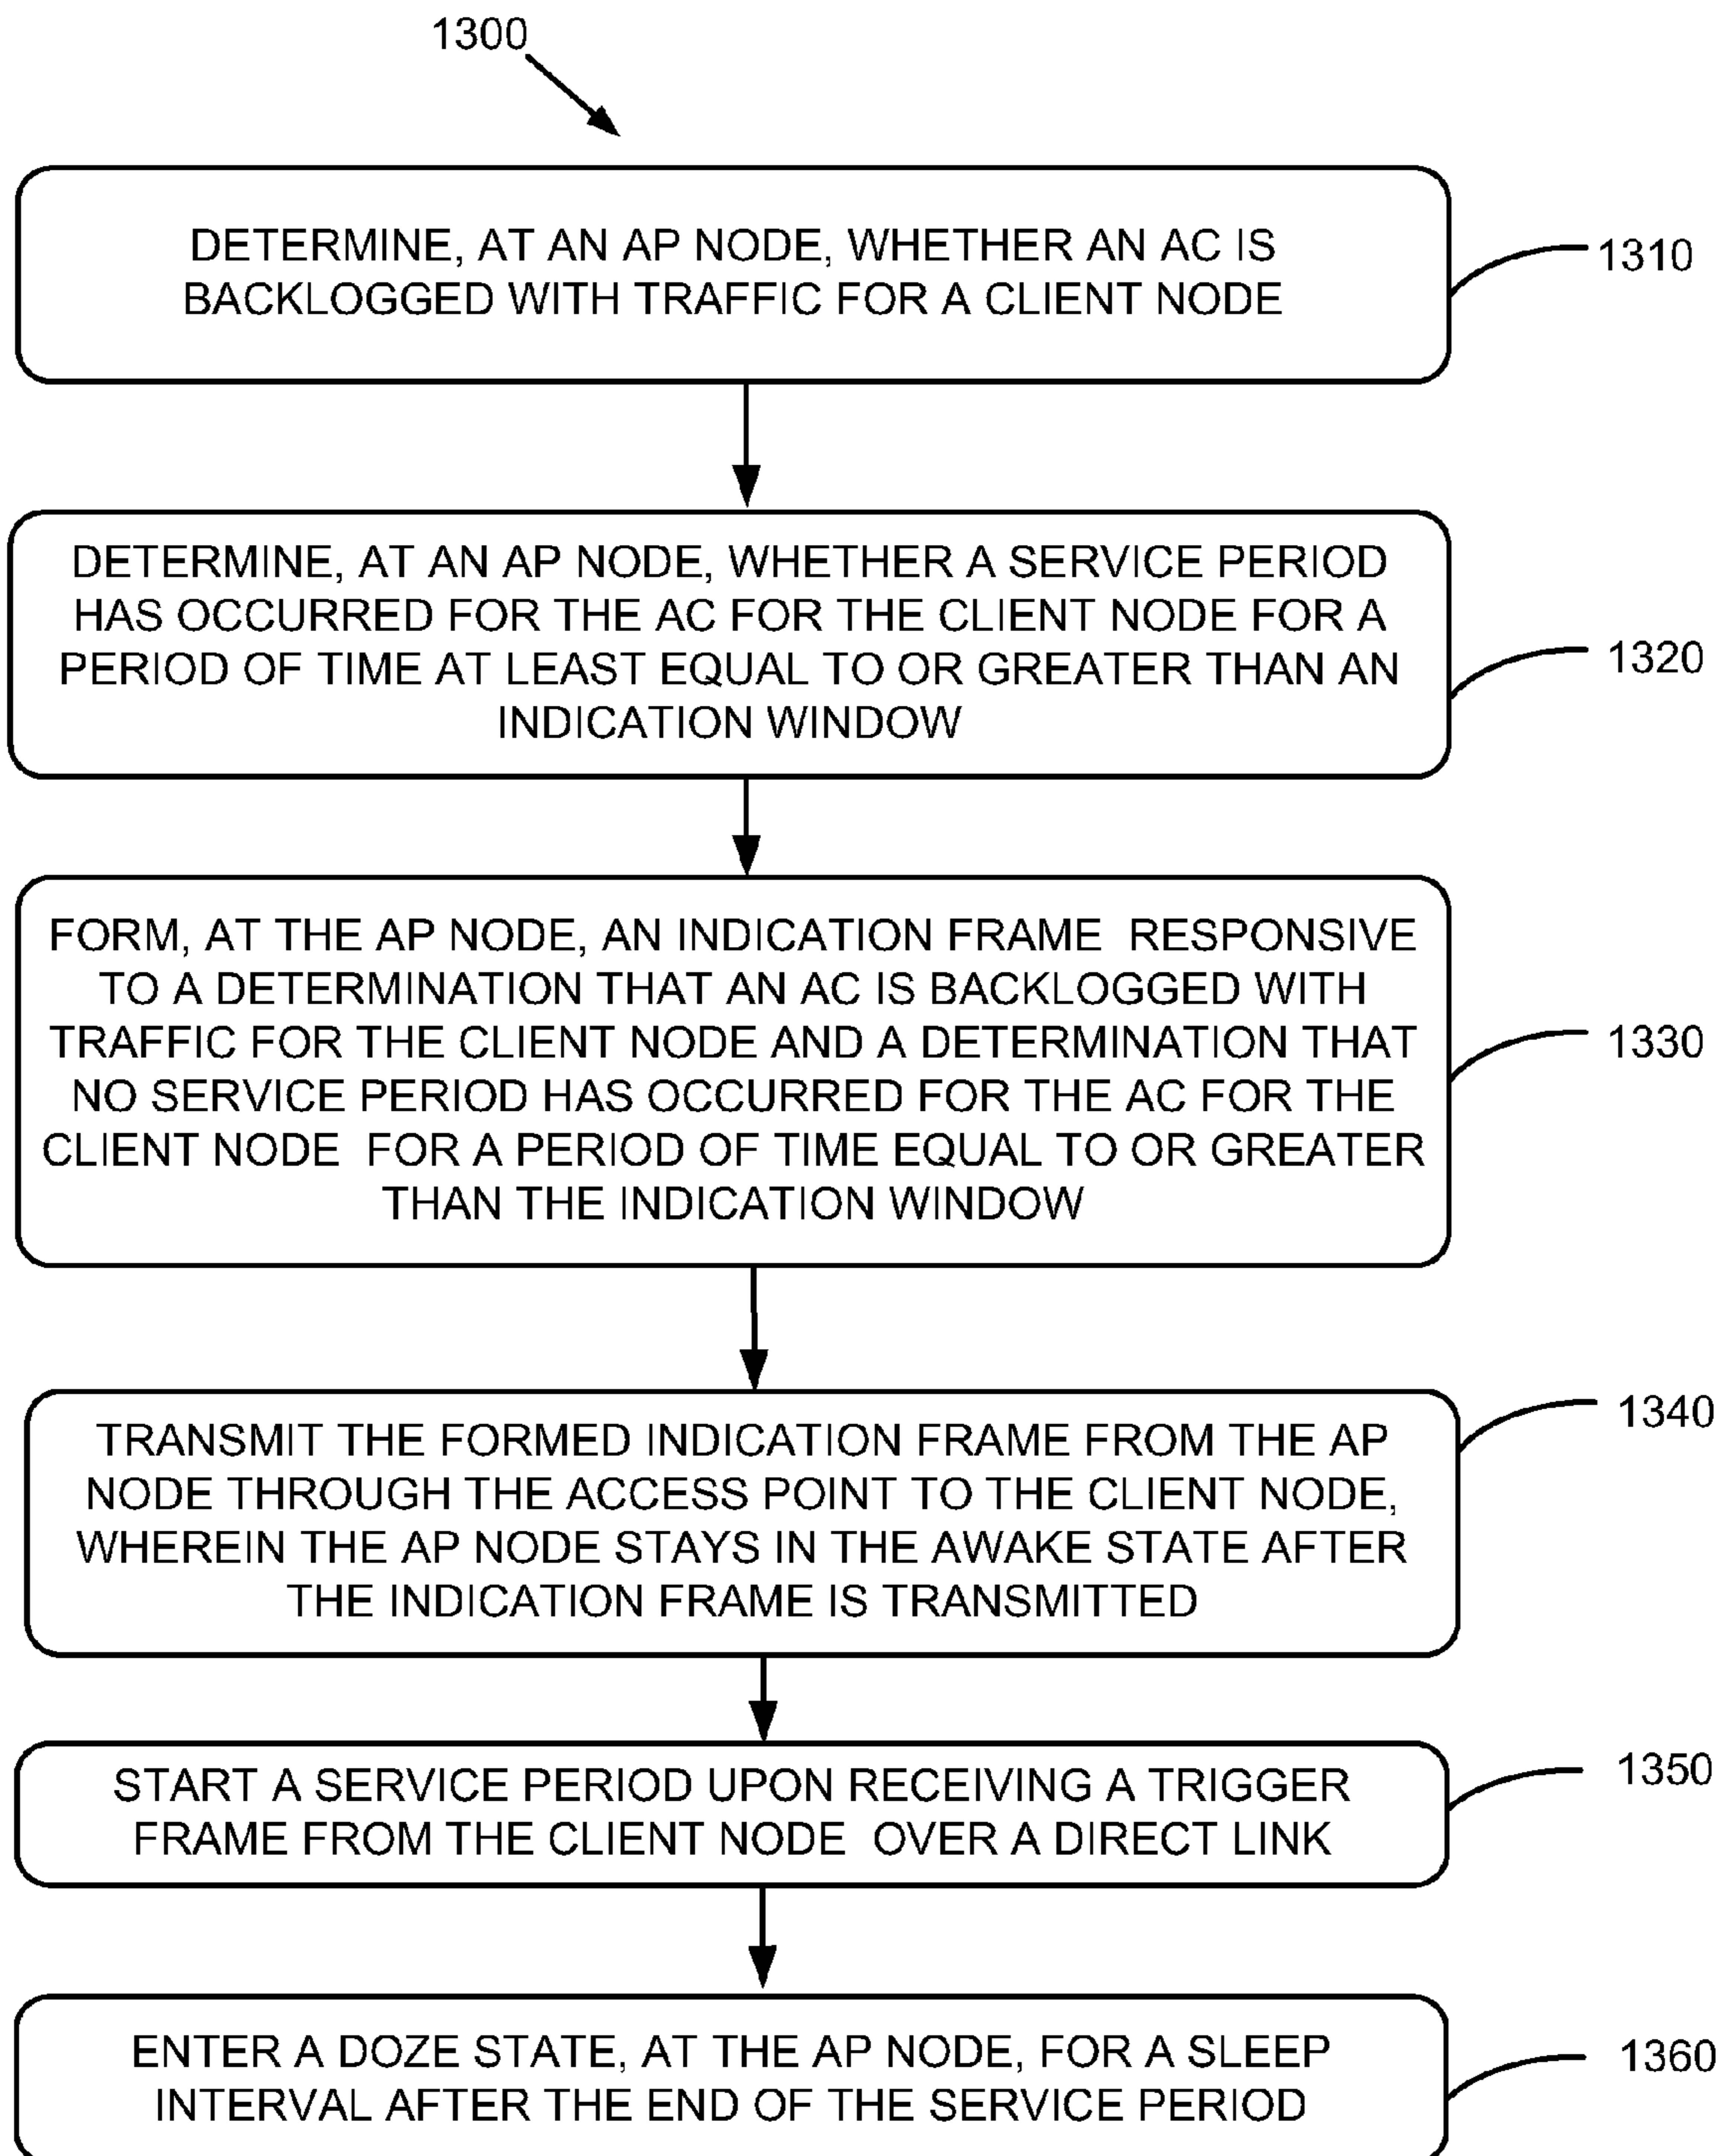 1300
DETERMINE, AT AN AP NODE, WHETHER AN AC IS
BACKLOGGED WITH TRAFFIC FOR A CLIENT NODE
1310
DETERMINE, AT AN AP NODE, WHETHER A SERVICE PERIOD
HAS OCCURRED FOR THE AC FOR THE CLIENT NODE FOR A
PERIOD OF TIME AT LEAST EQUAL TO OR GREATER THAN AN
INDICATION WINDOW
1320
FORM, AT THE AP NODE, AN INDICATION FRAME RESPONSIVE
TO A DETERMINATION THAT AN AC IS BACKLOGGED WITH
TRAFFIC FOR THE CLIENT NODE AND A DETERMINATION THAT
NO SERVICE PERIOD HAS OCCURRED FOR THE AC FOR THE
CLIENT NODE FOR A PERIOD OF TIME EQUAL TO OR GREATER
THAN THE INDICATION WINDOW
1330
TRANSMIT THE FORMED INDICATION FRAME FROM THE AP
NODE THROUGH THE ACCESS POINT TO THE CLIENT NODE,
WHEREIN THE AP NODE STAYS IN THE AWAKE STATE AFTER
THE INDICATION FRAME IS TRANSMITTED
1340
START A SERVICE PERIOD UPON RECEIVING A TRIGGER
FRAME FROM THE CLIENT NODE OVER A DIRECT LINK
1350
ENTER A DOZE STATE, AT THE AP NODE, FOR A SLEEP
INTERVAL AFTER THE END OF THE SERVICE PERIOD
1360